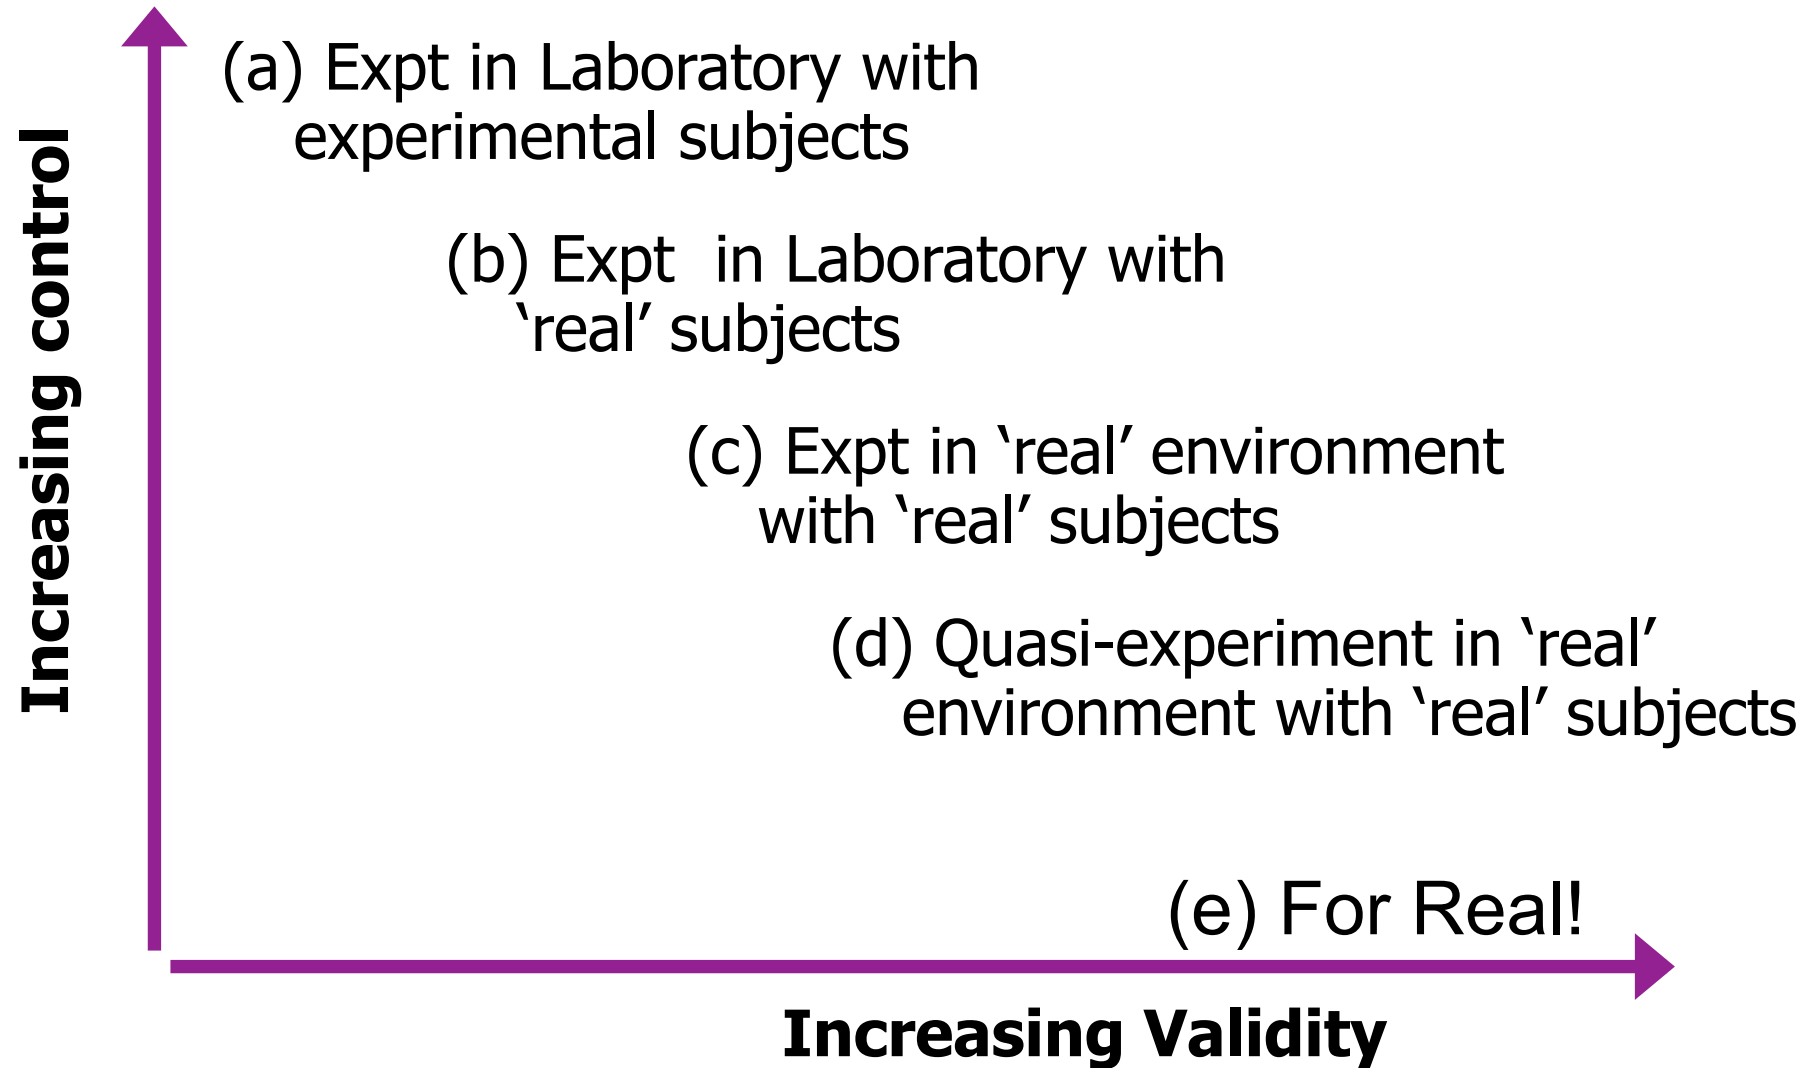 Increasing control
(a) Expt in Laboratory with
experimental subjects
(b) Expt  in Laboratory with
‘real’ subjects
(c) Expt in ‘real’ environment
with ‘real’ subjects
(d) Quasi-experiment in ‘real’
environment with ‘real’ subjects
(e) For Real!
Increasing Validity